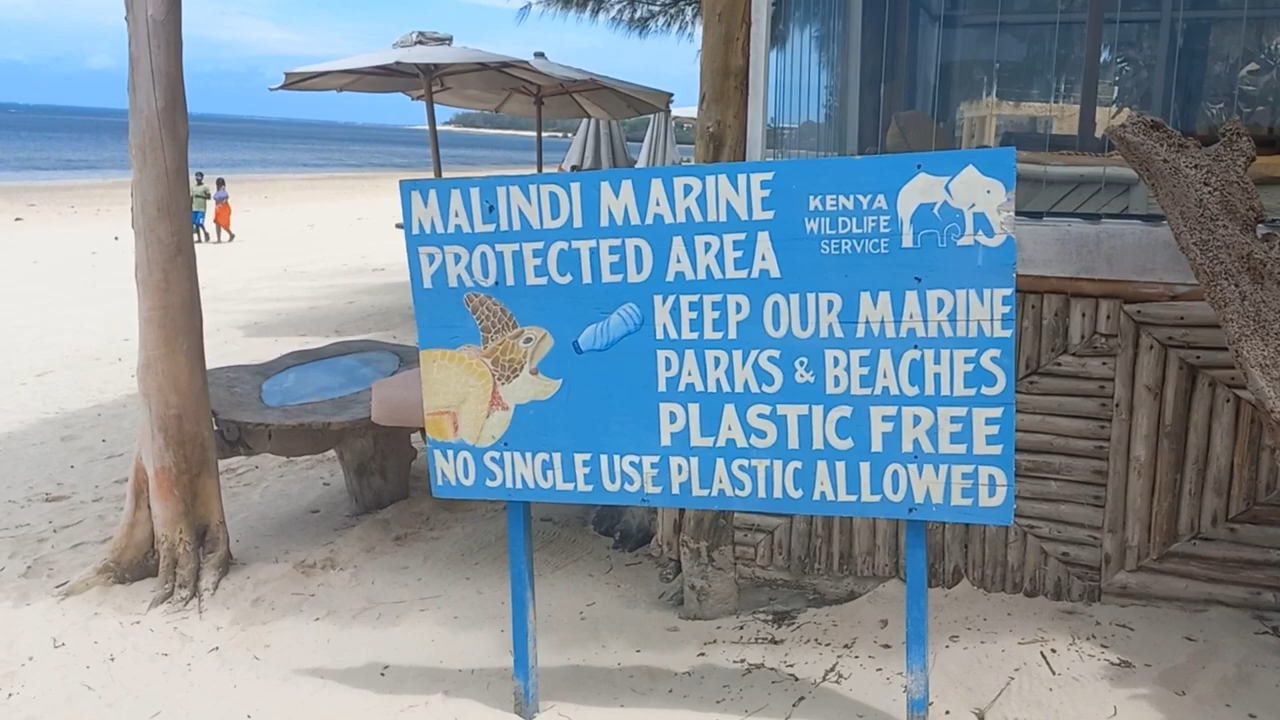 MALINDI MARINE
PROTECTED AREA
KENYA
WILDLIFE
SERVICE
KEEP OUR MARINE
PARKS & BEACHES
PLASTIC FREE
NO SINGLE USE PLASTIC ALLOWED